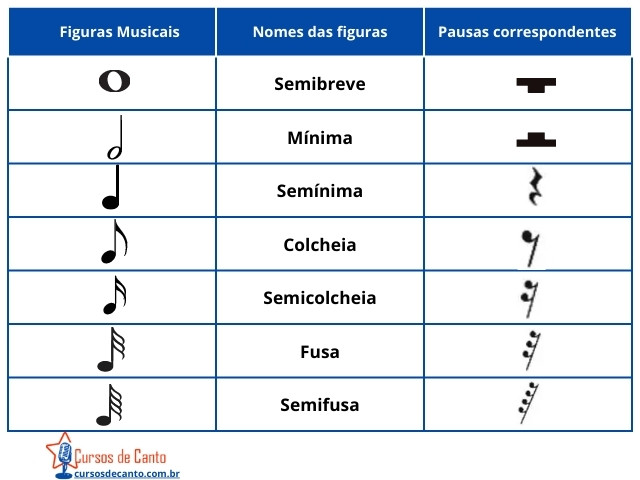 Figuras Musicais Nomes das figuras Pausas correspondentes
Semibreve
Mínima
Semínima
Colcheia
Semicolcheia
Fusa
Semifusa
Cursos de Canto
cursosdecanto.com.br